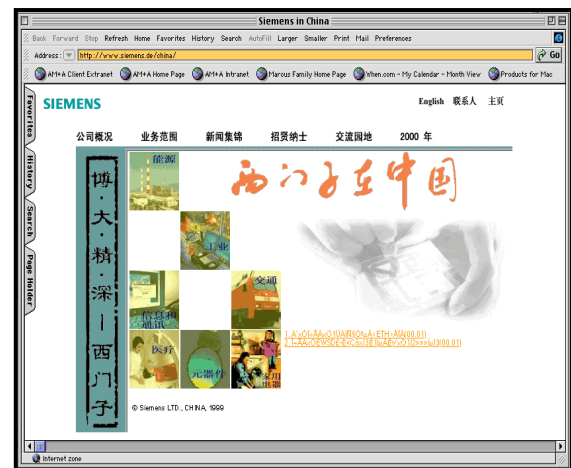 Siemens in China
Back Forward Stop Refresh Home Favorites History Search AutoFill Larger Smaller Print Mail Preferences
Address: http://www.siemens.de/china/ Go
AM+A Client Extranet AM+A Home Page AM+A Intranet Marcus Family Home Page When.com - My Calendar - Month View Products for Mac
Favorites
History
Search
Page Holder
SIEMENS
English 联系人 主页
公司概况 业务范围 新闻集锦 招贤纳士 交流园地 2000 年
博·大·精·深—西门子
西门子在中国
能源
工业
交通
信息和
通讯
医疗
元器件
家用
电器
© Siemens LTD., CHINA, 1999
Internet zone